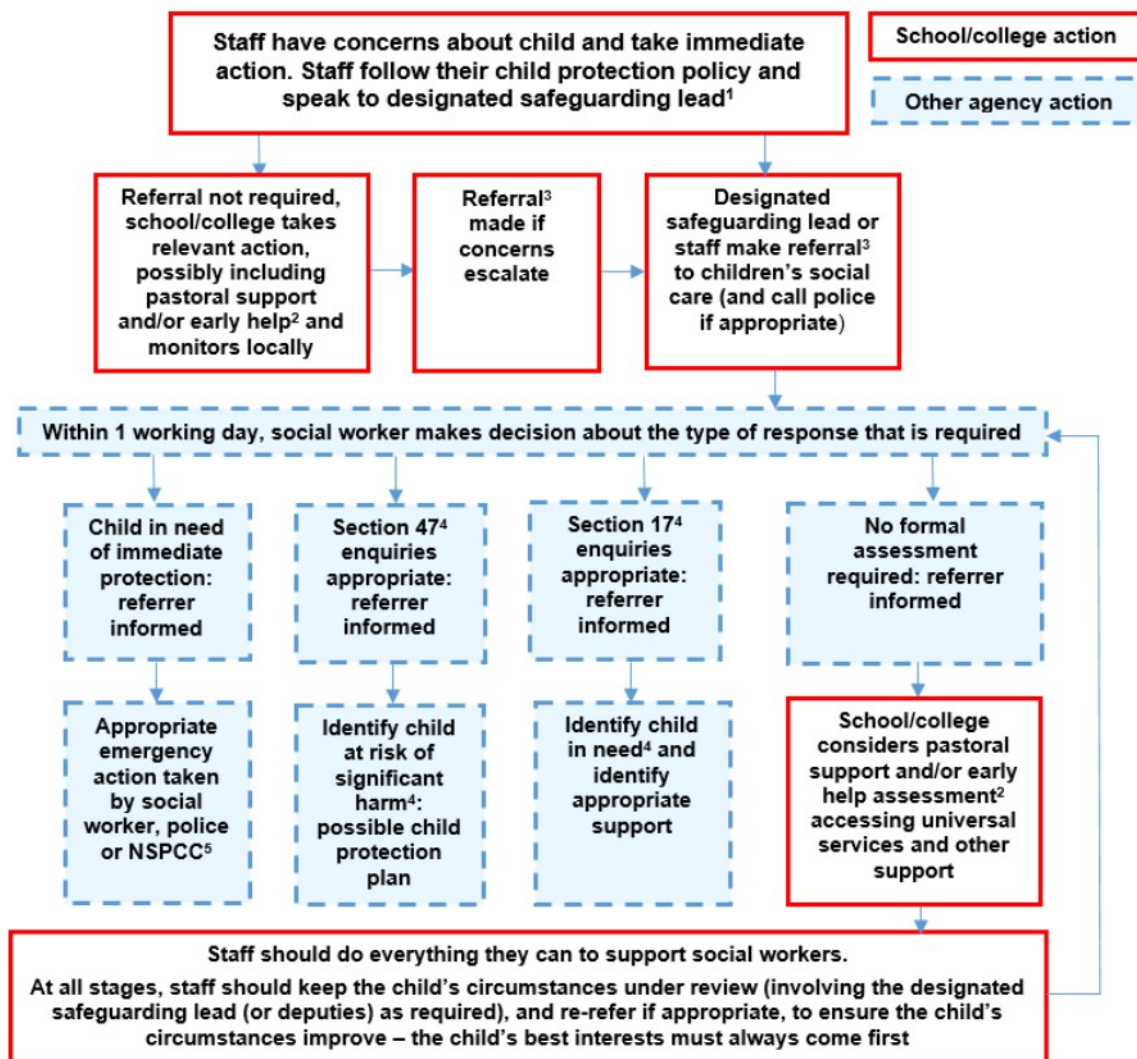 Staff have concerns about child and take immediate
action. Staff follow their child protection policy and
speak to designated safeguarding lead¹
School/college action
Other agency action
Referral not required,
school/college takes
relevant action,
possibly including
pastoral support
and/or early help² and
monitors locally
Referral³
made if
concerns
escalate
Designated
safeguarding lead or
staff make referral³
to children’s social
care (and call police
if appropriate)
Within 1 working day, social worker makes decision about the type of response that is required
Child in need
of immediate
protection:
referrer
informed
Section 47⁴
enquiries
appropriate:
referrer
informed
Section 17⁴
enquiries
appropriate:
referrer
informed
No formal
assessment
required: referrer
informed
Appropriate
emergency
action taken
by social
worker, police
or NSPCC⁵
Identify child
at risk of
significant
harm⁴:
possible child
protection
plan
Identify child
in need⁴ and
identify
appropriate
support
School/college
considers pastoral
support and/or early
help assessment²
accessing universal
services and other
support
Staff should do everything they can to support social workers.
At all stages, staff should keep the child’s circumstances under review (involving the designated
safeguarding lead (or deputies) as required), and re-refer if appropriate, to ensure the child’s
circumstances improve – the child’s best interests must always come first